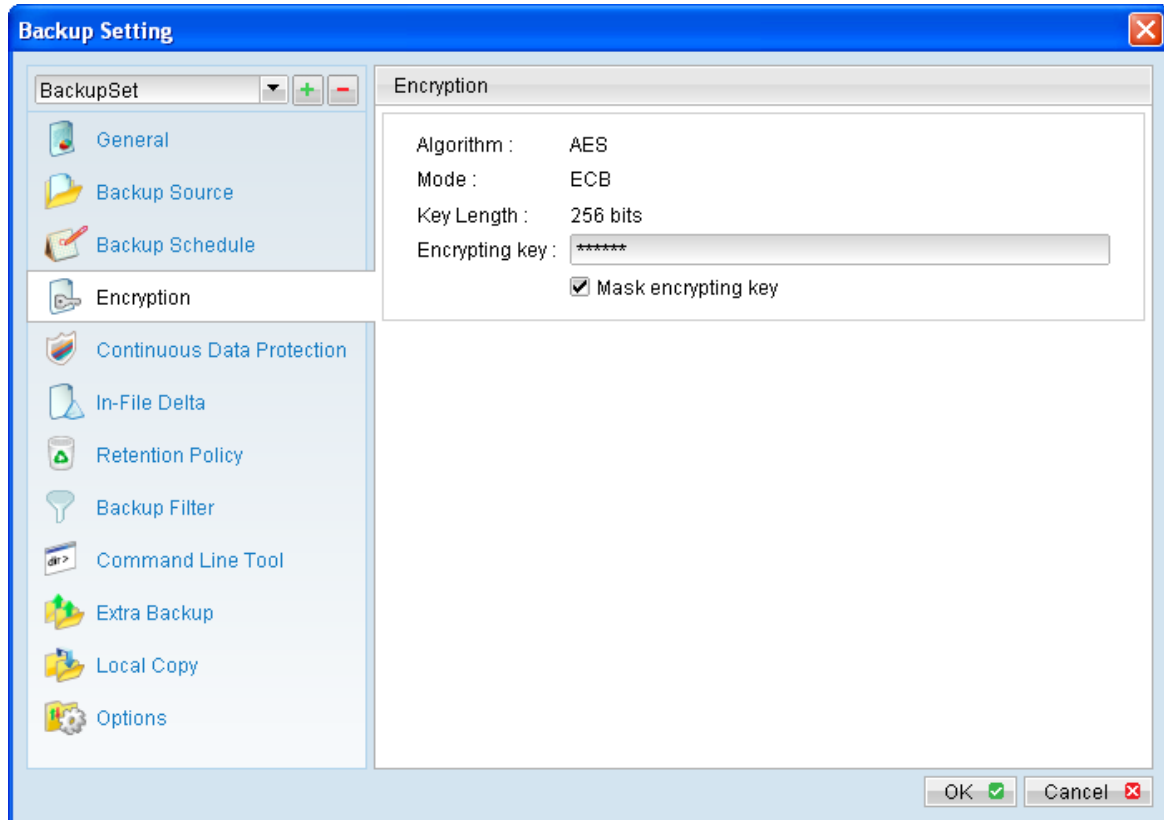 Backup Setting
BackupSet
General
Backup Source
Backup Schedule
Encryption
Continuous Data Protection
In-File Delta
Retention Policy
Backup Filter
dir>
Command Line Tool
Extra Backup
Local Copy
Options
Encryption
Algorithm : AES
Mode : ECB
Key Length : 256 bits
Encrypting key : ******
Mask encrypting key
OK
Cancel